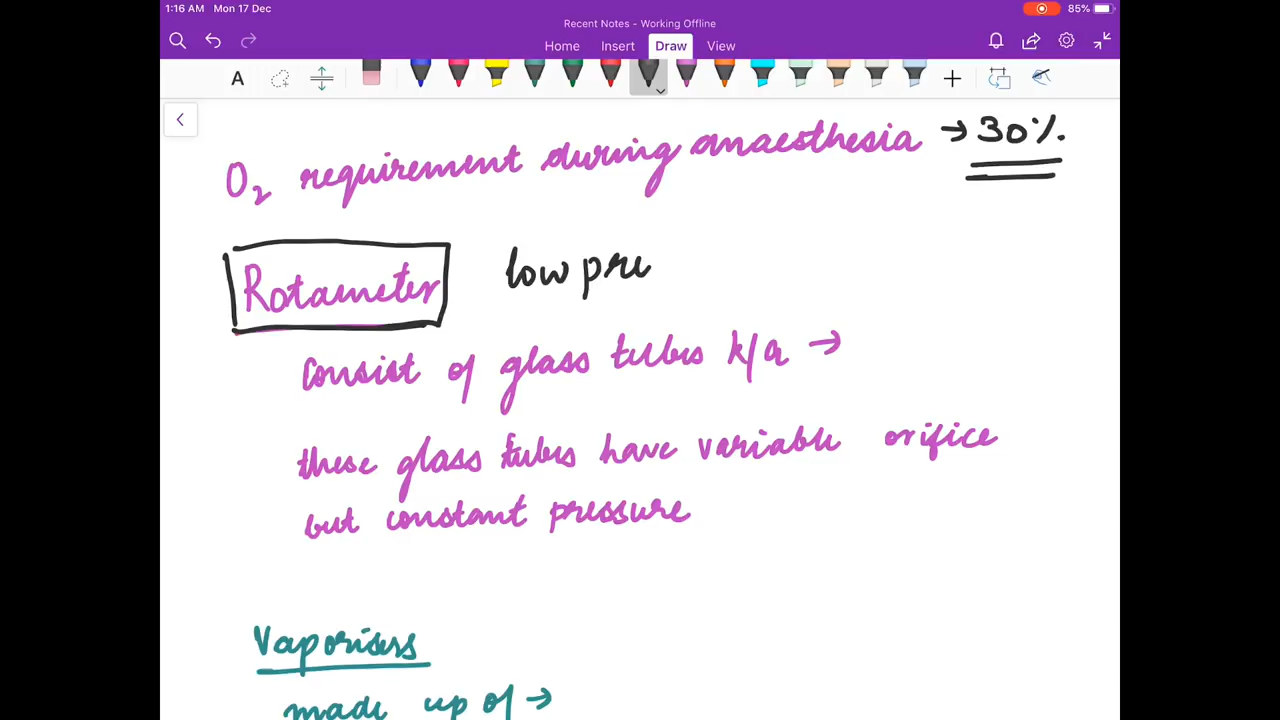 1:16 AM Mon 17 Dec
85%
Recent Notes - Working Offline
Home Insert Draw View
A
O2 requirement during anaesthesia → 30%.
Rotameter low pre
consist of glass tubes k/a →
these glass tubes have variable orifice
but constant pressure
Vaporisers
made up of →